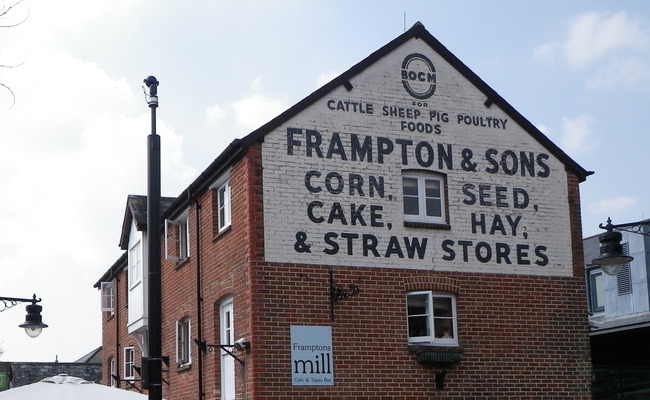 BOCM
FOR
CATTLE SHEEP PIG POULTRY
FOODS
FRAMPTON & SONS
CORN, SEED,
CAKE, HAY,
& STRAW STORES
Framptons
mill
Cafe & Tapas Bar